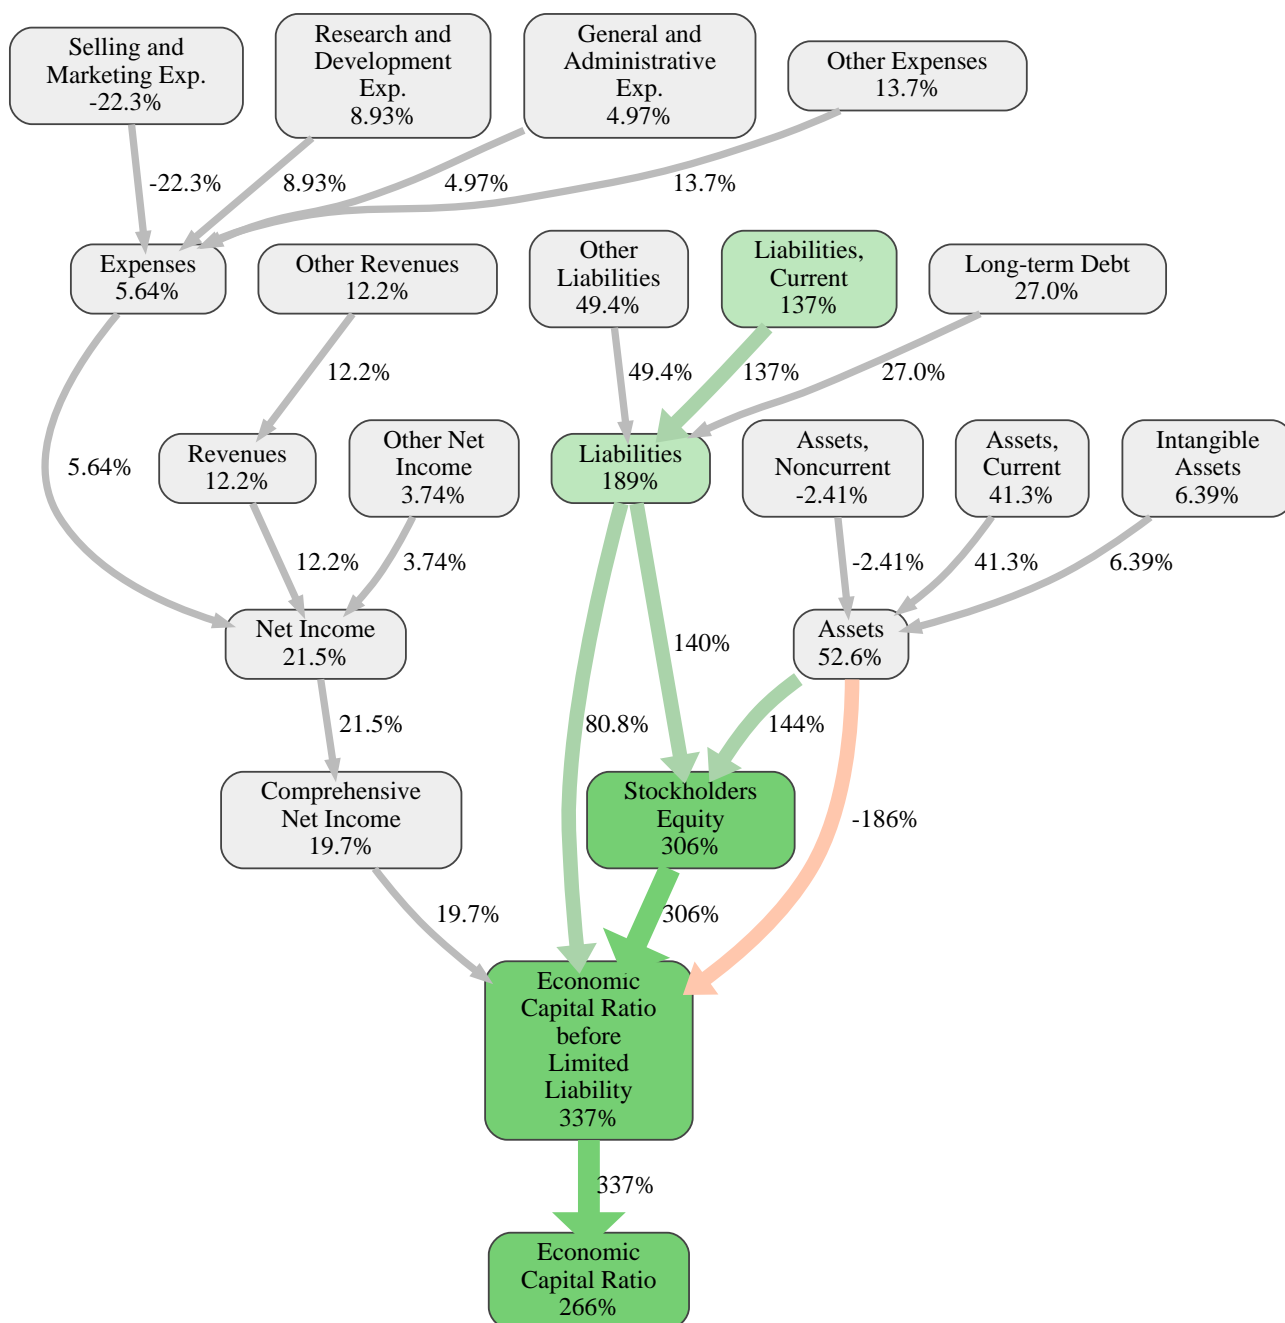 Selling and
Marketing Exp.
-22.3%
Research and
Development
Exp.
8.93%
General and
Administrative
Exp.
4.97%
Other Expenses
13.7%
-22.3%
8.93%
4.97%
13.7%
Expenses
5.64%
Other Revenues
12.2%
Other
Liabilities
49.4%
Liabilities,
Current
137%
Long-term Debt
27.0%
12.2%
49.4%
137%
27.0%
5.64%
Revenues
12.2%
Other Net
Income
3.74%
Liabilities
189%
Assets,
Noncurrent
-2.41%
Assets,
Current
41.3%
Intangible
Assets
6.39%
12.2%
3.74%
-2.41%
41.3%
6.39%
Net Income
21.5%
140%
Assets
52.6%
21.5%
80.8%
144%
-186%
Comprehensive
Net Income
19.7%
Stockholders
Equity
306%
19.7%
306%
Economic
Capital Ratio
before
Limited
Liability
337%
337%
Economic
Capital Ratio
266%